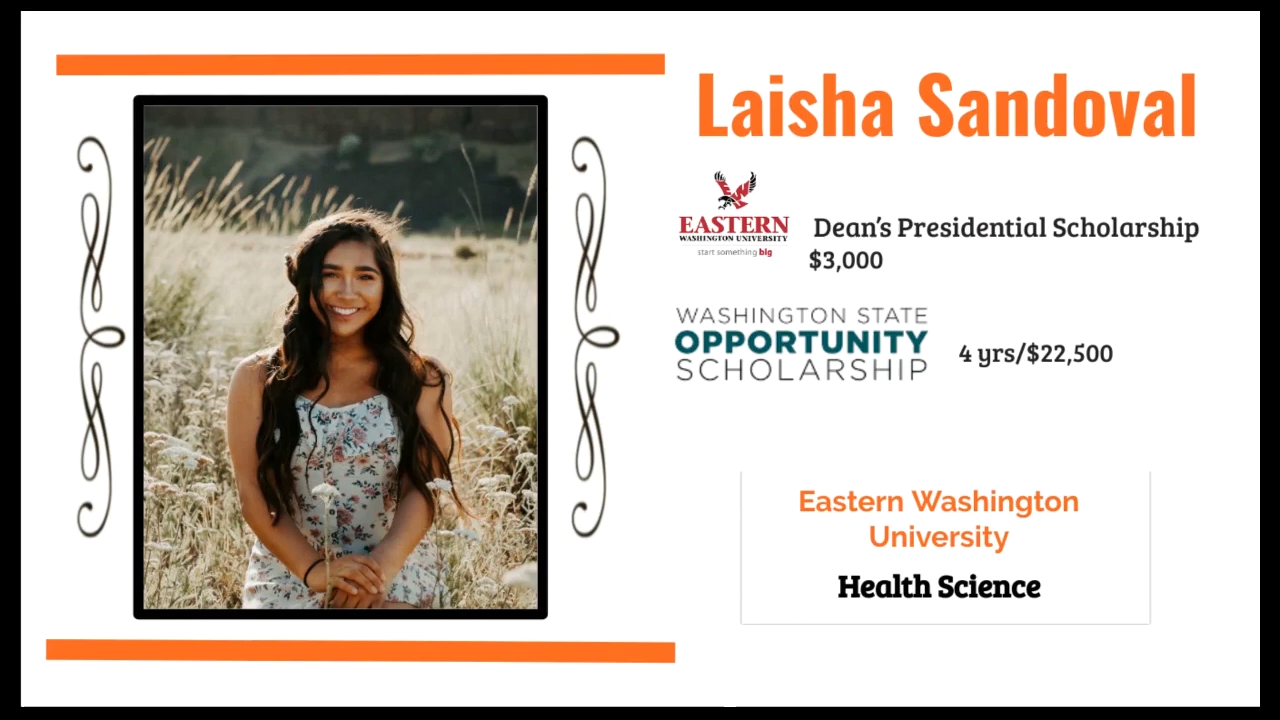 Laisha Sandoval
EASTERN
WASHINGTON UNIVERSITY
start something big
Dean’s Presidential Scholarship
$3,000
WASHINGTON STATE
OPPORTUNITY
SCHOLARSHIP
4 yrs/$22,500
Eastern Washington
University
Health Science